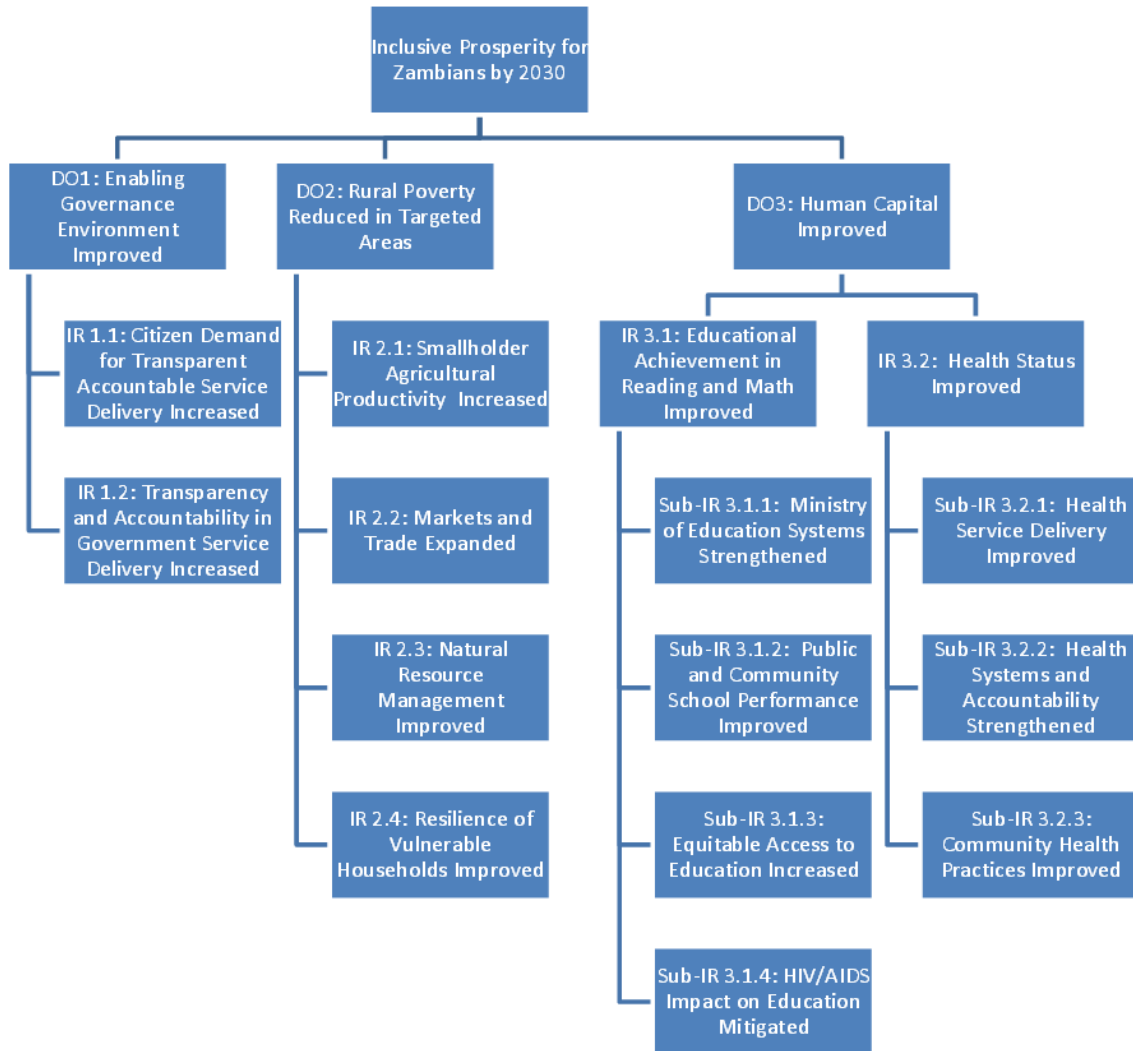 Inclusive Prosperity for
Zambians by 2030
DO1: Enabling
Governance
Environment
Improved
DO2: Rural Poverty
Reduced in Targeted
Areas
DO3: Human Capital
Improved
IR 1.1: Citizen Demand
for Transparent
Accountable Service
Delivery Increased
IR 2.1: Smallholder
Agricultural
Productivity Increased
IR 3.1: Educational
Achievement in
Reading and Math
Improved
IR 3.2: Health Status
Improved
IR 1.2: Transparency
and Accountability in
Government Service
Delivery Increased
IR 2.2: Markets and
Trade Expanded
Sub-IR 3.1.1: Ministry
of Education Systems
Strengthened
Sub-IR 3.2.1: Health
Service Delivery
Improved
IR 2.3: Natural
Resource
Management
Improved
Sub-IR 3.1.2: Public
and Community
School Performance
Improved
Sub-IR 3.2.2: Health
Systems and
Accountability
Strengthened
IR 2.4: Resilience of
Vulnerable
Households Improved
Sub-IR 3.1.3:
Equitable Access to
Education Increased
Sub-IR 3.2.3:
Community Health
Practices Improved
Sub-IR 3.1.4: HIV/AIDS
Impact on Education
Mitigated